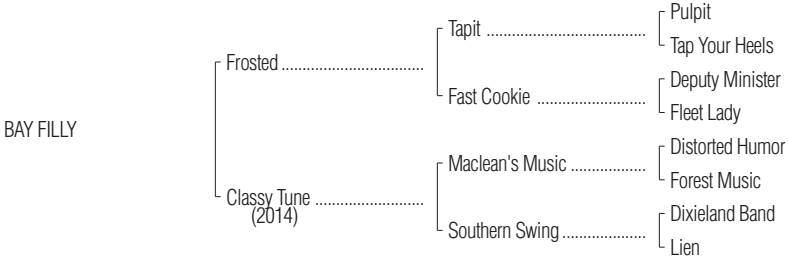 Pulpit
Tapit ....................................
Tap Your Heels
Frosted ................................
Deputy Minister
Fast Cookie ........................
Fleet Lady
BAY FILLY
Distorted Humor
Maclean's Music .................
Forest Music
Classy Tune ........................
(2014)
Dixieland Band
Southern Swing...................
Lien